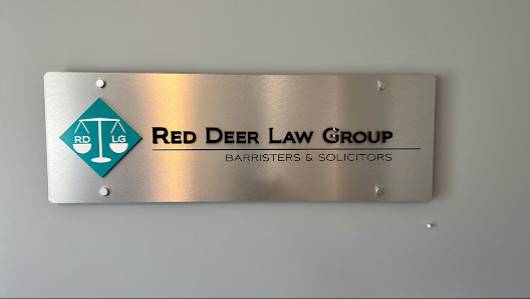 RD LG
RED DEER LAW GROUP
BARRISTERS & SOLICITORS